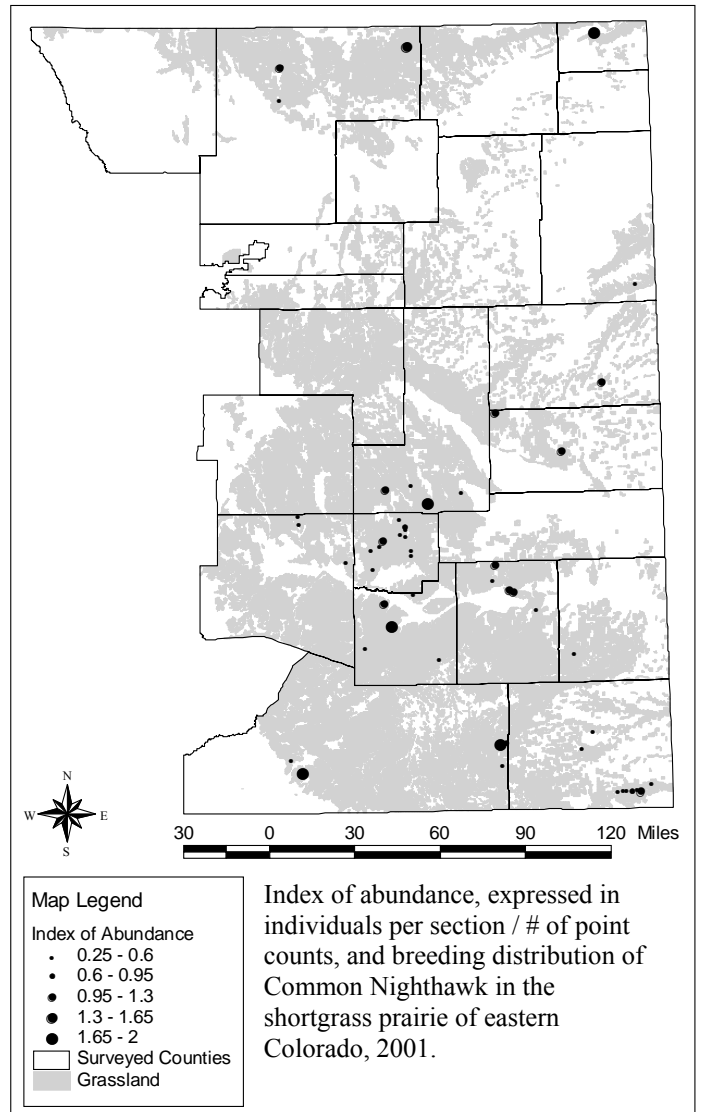 N
W E
S
30 0 30 60 90 120 Miles
Map Legend
Index of Abundance
0.25 - 0.6
0.6 - 0.95
0.95 - 1.3
1.3 - 1.65
1.65 - 2
Surveyed Counties
Grassland
Index of abundance, expressed in
individuals per section / # of point
counts, and breeding distribution of
Common Nighthawk in the
shortgrass prairie of eastern
Colorado, 2001.